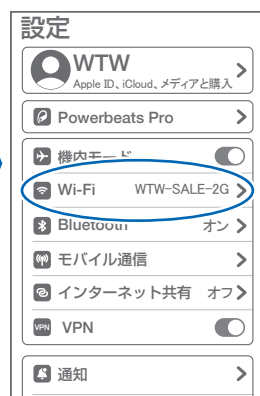 設定
WTW
Apple ID、iCloud、メディアと購入
Powerbeats Pro
機内モード
Wi-Fi WTW-SALE-2G
Bluetooth オン
モバイル通信
インターネット共有 オフ
VPN VPN
通知